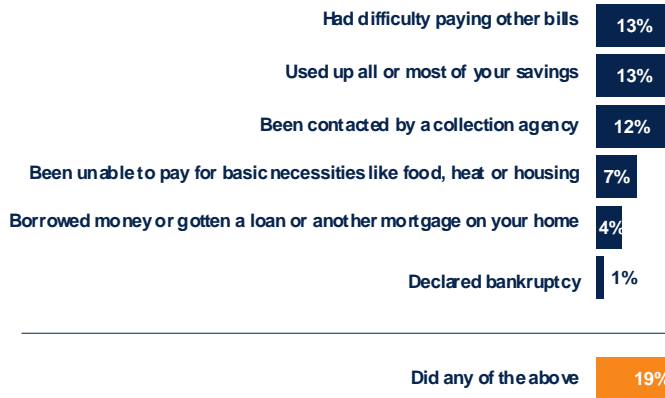 Had difficulty paying other bills 13%
Used up all or most of your savings 13%
Been contacted by a collection agency 12%
Been unable to pay for basic necessities like food, heat or housing 7%
Borrowed money or gotten a loan or another mortgage on your home 4%
Declared bankruptcy 1%
Did any of the above 19%